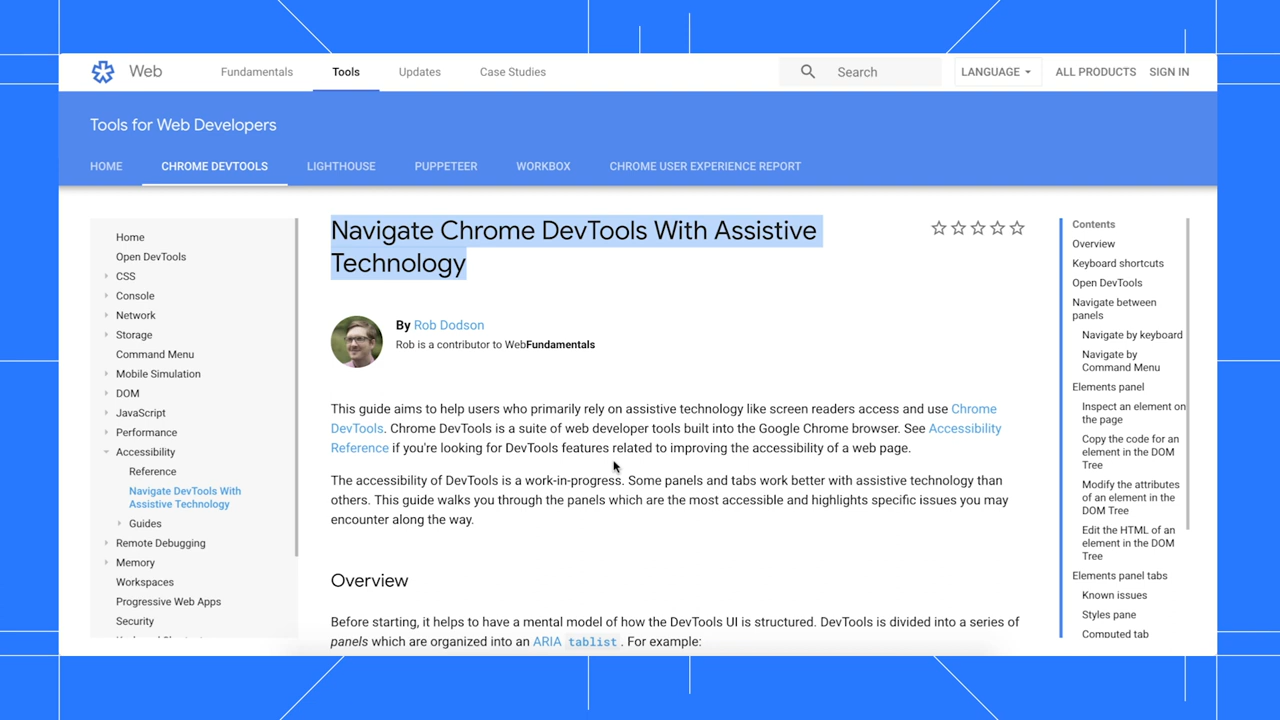 Web
Fundamentals
Tools
Updates
Case Studies
Search
LANGUAGE
ALL PRODUCTS
SIGN IN
Tools for Web Developers
HOME
CHROME DEVTOOLS
LIGHTHOUSE
PUPPETEER
WORKBOX
CHROME USER EXPERIENCE REPORT
Home
Open DevTools
CSS
Console
Network
Storage
Command Menu
Mobile Simulation
DOM
JavaScript
Performance
Accessibility
Reference
Navigate DevTools With
Assistive Technology
Guides
Remote Debugging
Memory
Workspaces
Progressive Web Apps
Security
Navigate Chrome DevTools With Assistive
Technology
By Rob Dodson
Rob is a contributor to WebFundamentals
This guide aims to help users who primarily rely on assistive technology like screen readers access and use Chrome
DevTools. Chrome DevTools is a suite of web developer tools built into the Google Chrome browser. See Accessibility
Reference if you're looking for DevTools features related to improving the accessibility of a web page.
The accessibility of DevTools is a work-in-progress. Some panels and tabs work better with assistive technology than
others. This guide walks you through the panels which are the most accessible and highlights specific issues you may
encounter along the way.
Overview
Before starting, it helps to have a mental model of how the DevTools UI is structured. DevTools is divided into a series of
panels which are organized into an ARIA tablist. For example:
Contents
Overview
Keyboard shortcuts
Open DevTools
Navigate between
panels
Navigate by keyboard
Navigate by
Command Menu
Elements panel
Inspect an element on
the page
Copy the code for an
element in the DOM
Tree
Modify the attributes
of an element in the
DOM Tree
Edit the HTML of an
element in the DOM
Tree
Elements panel tabs
Known issues
Styles pane
Computed tab